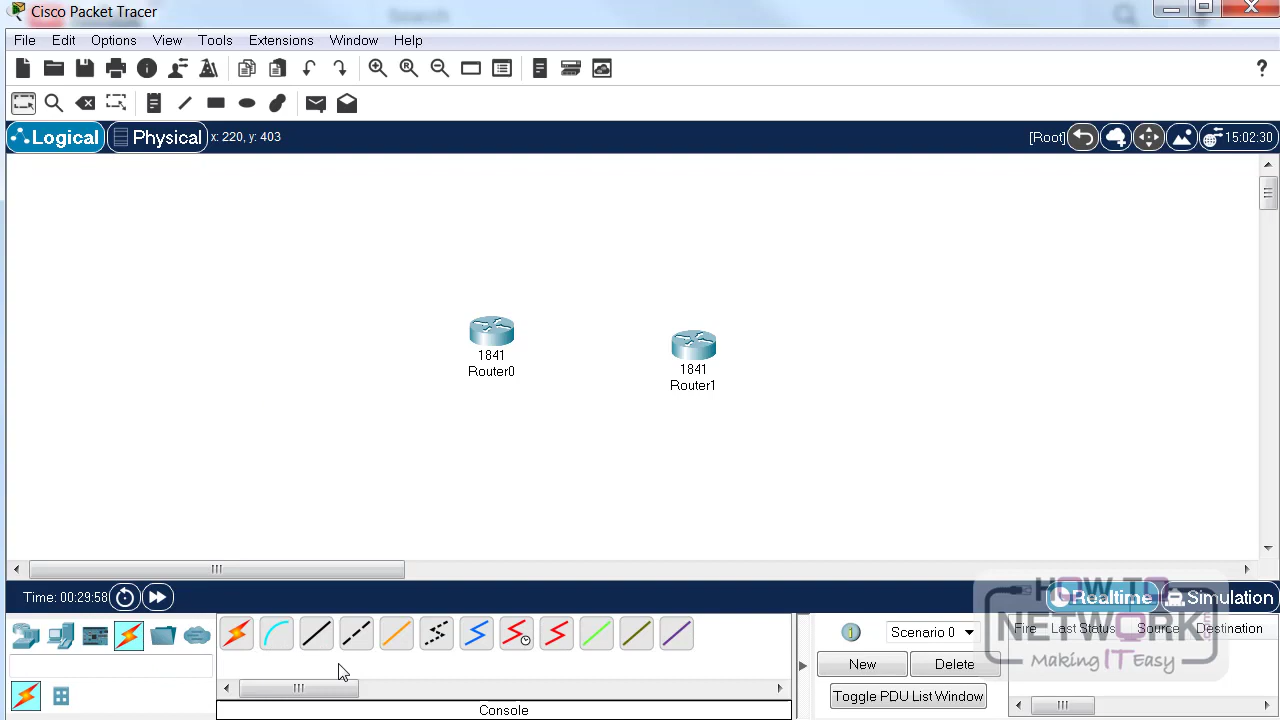 Search
Cisco Packet Tracer
File Edit Options View Tools Extensions Window Help
?
Logical Physical x: 220, y: 403 [Root] 15:02:30
1841
Router0
1841
Router1
Time: 00:29:58 Realtime Simulation
Scenario 0 Fire Last Status Source Destination
New Delete
Toggle PDU List Window
Console
HOW TO
NETWORK
Making IT Easy